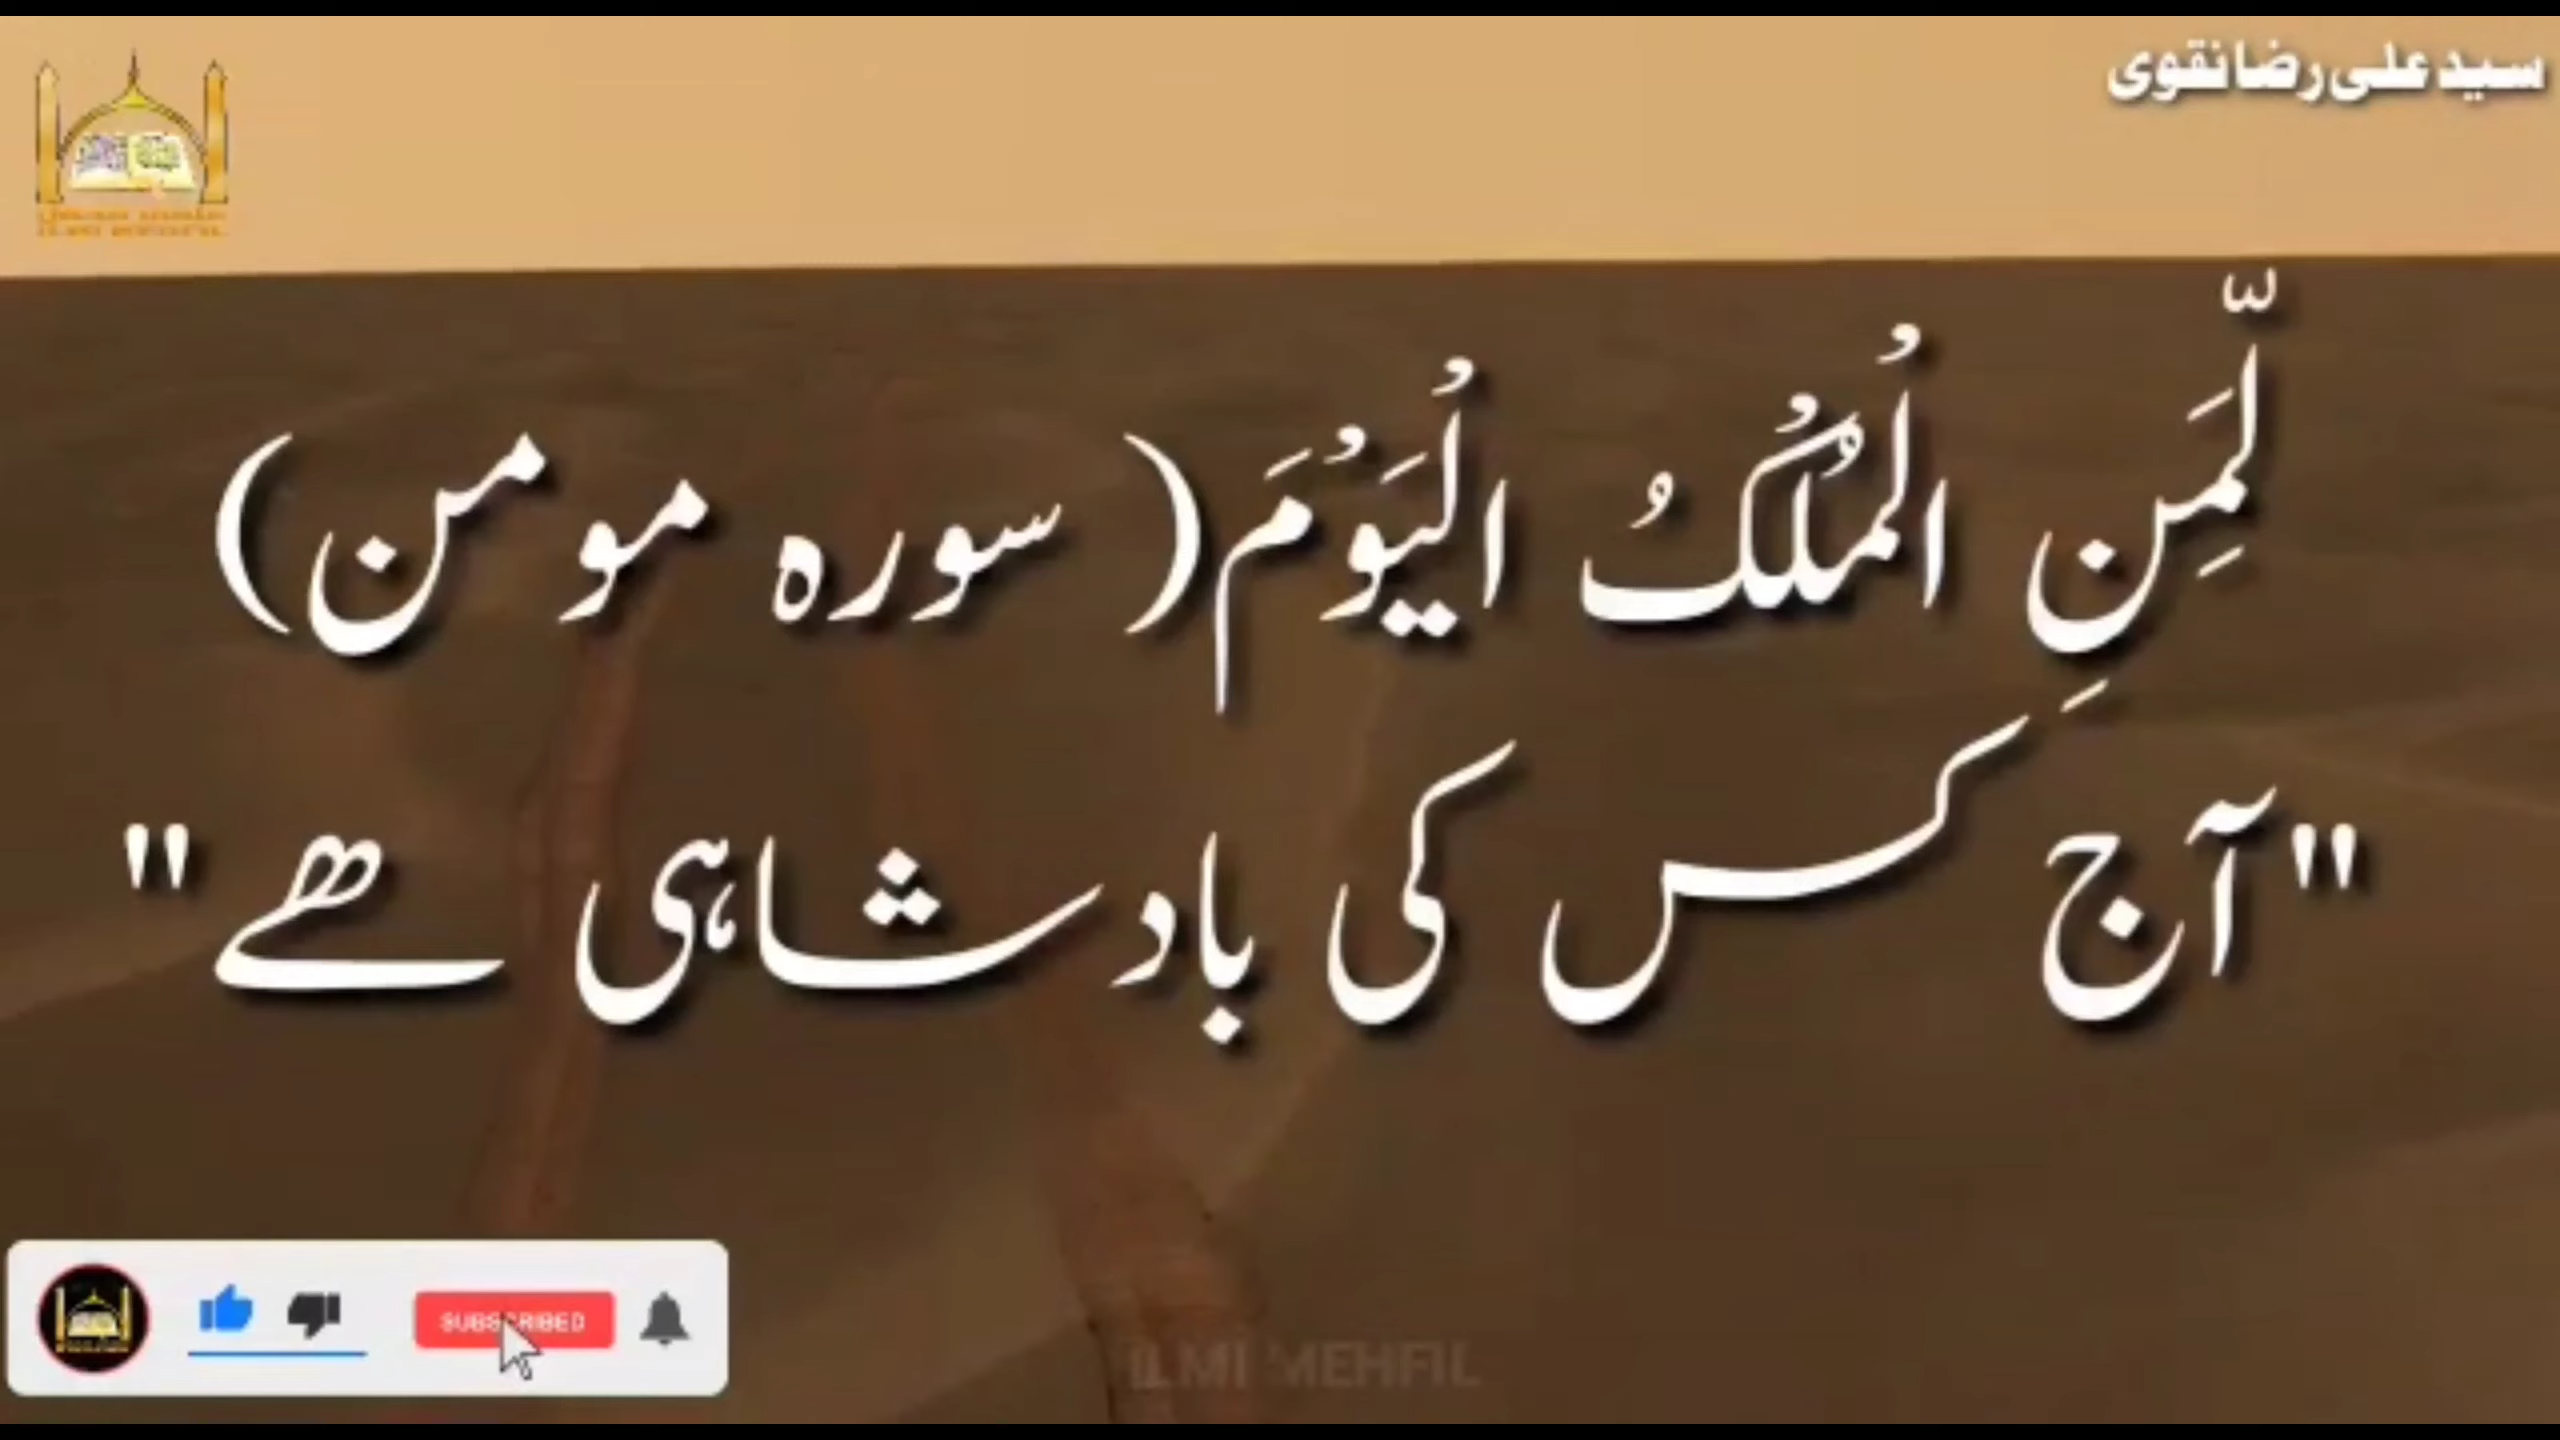 سید علی رضا نقوی
لِّمَنِ الْمُلْكُ الْيَوْمَ( سورہ مومن)
"آج کس کی بادشاہی ھے"
SUBSCRIBED
ILMI MEHFIL